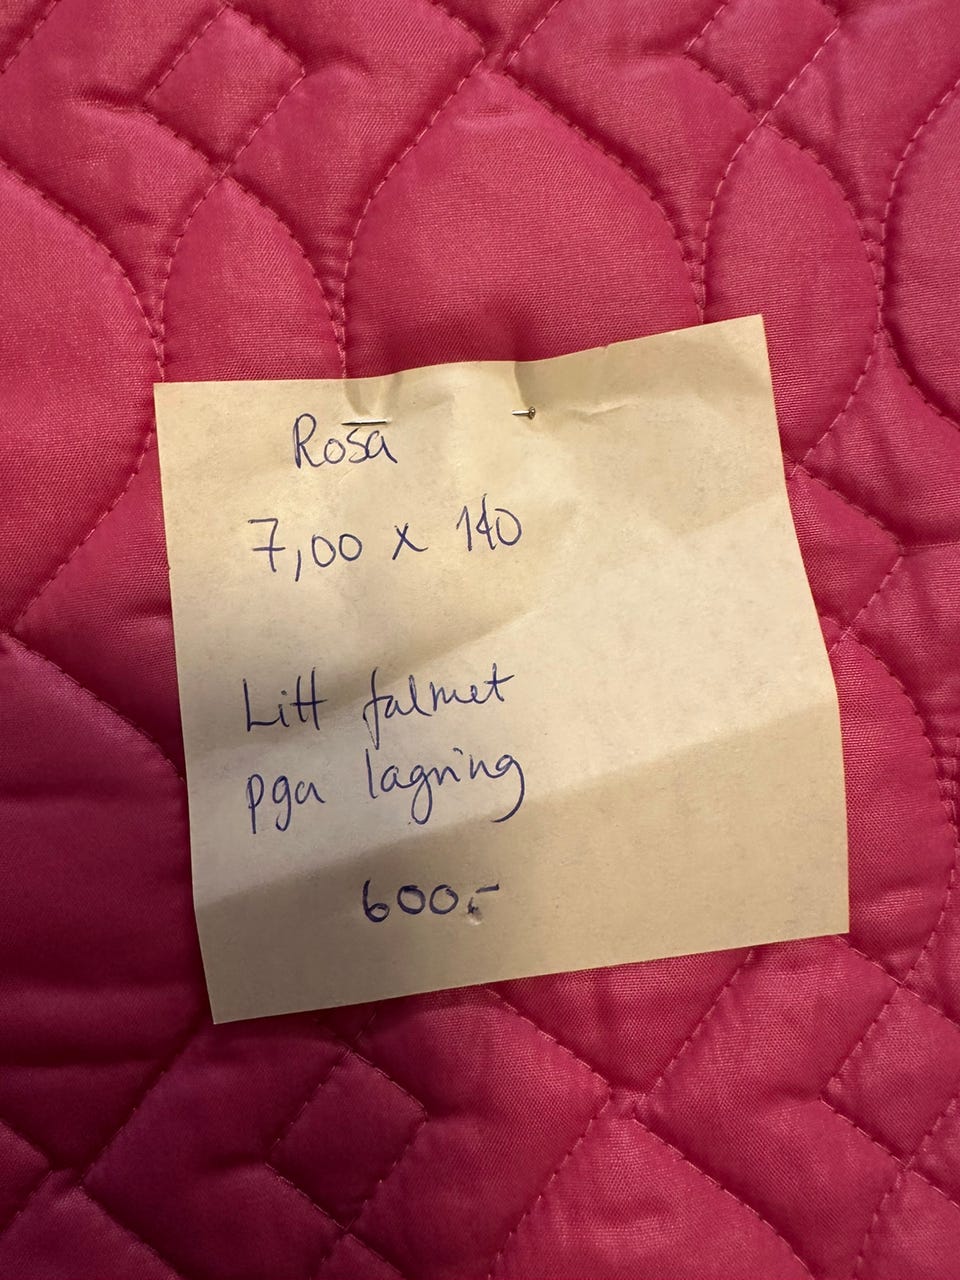 Rosa
7,00 x 140
Litt falmet
pga lagring
600,-